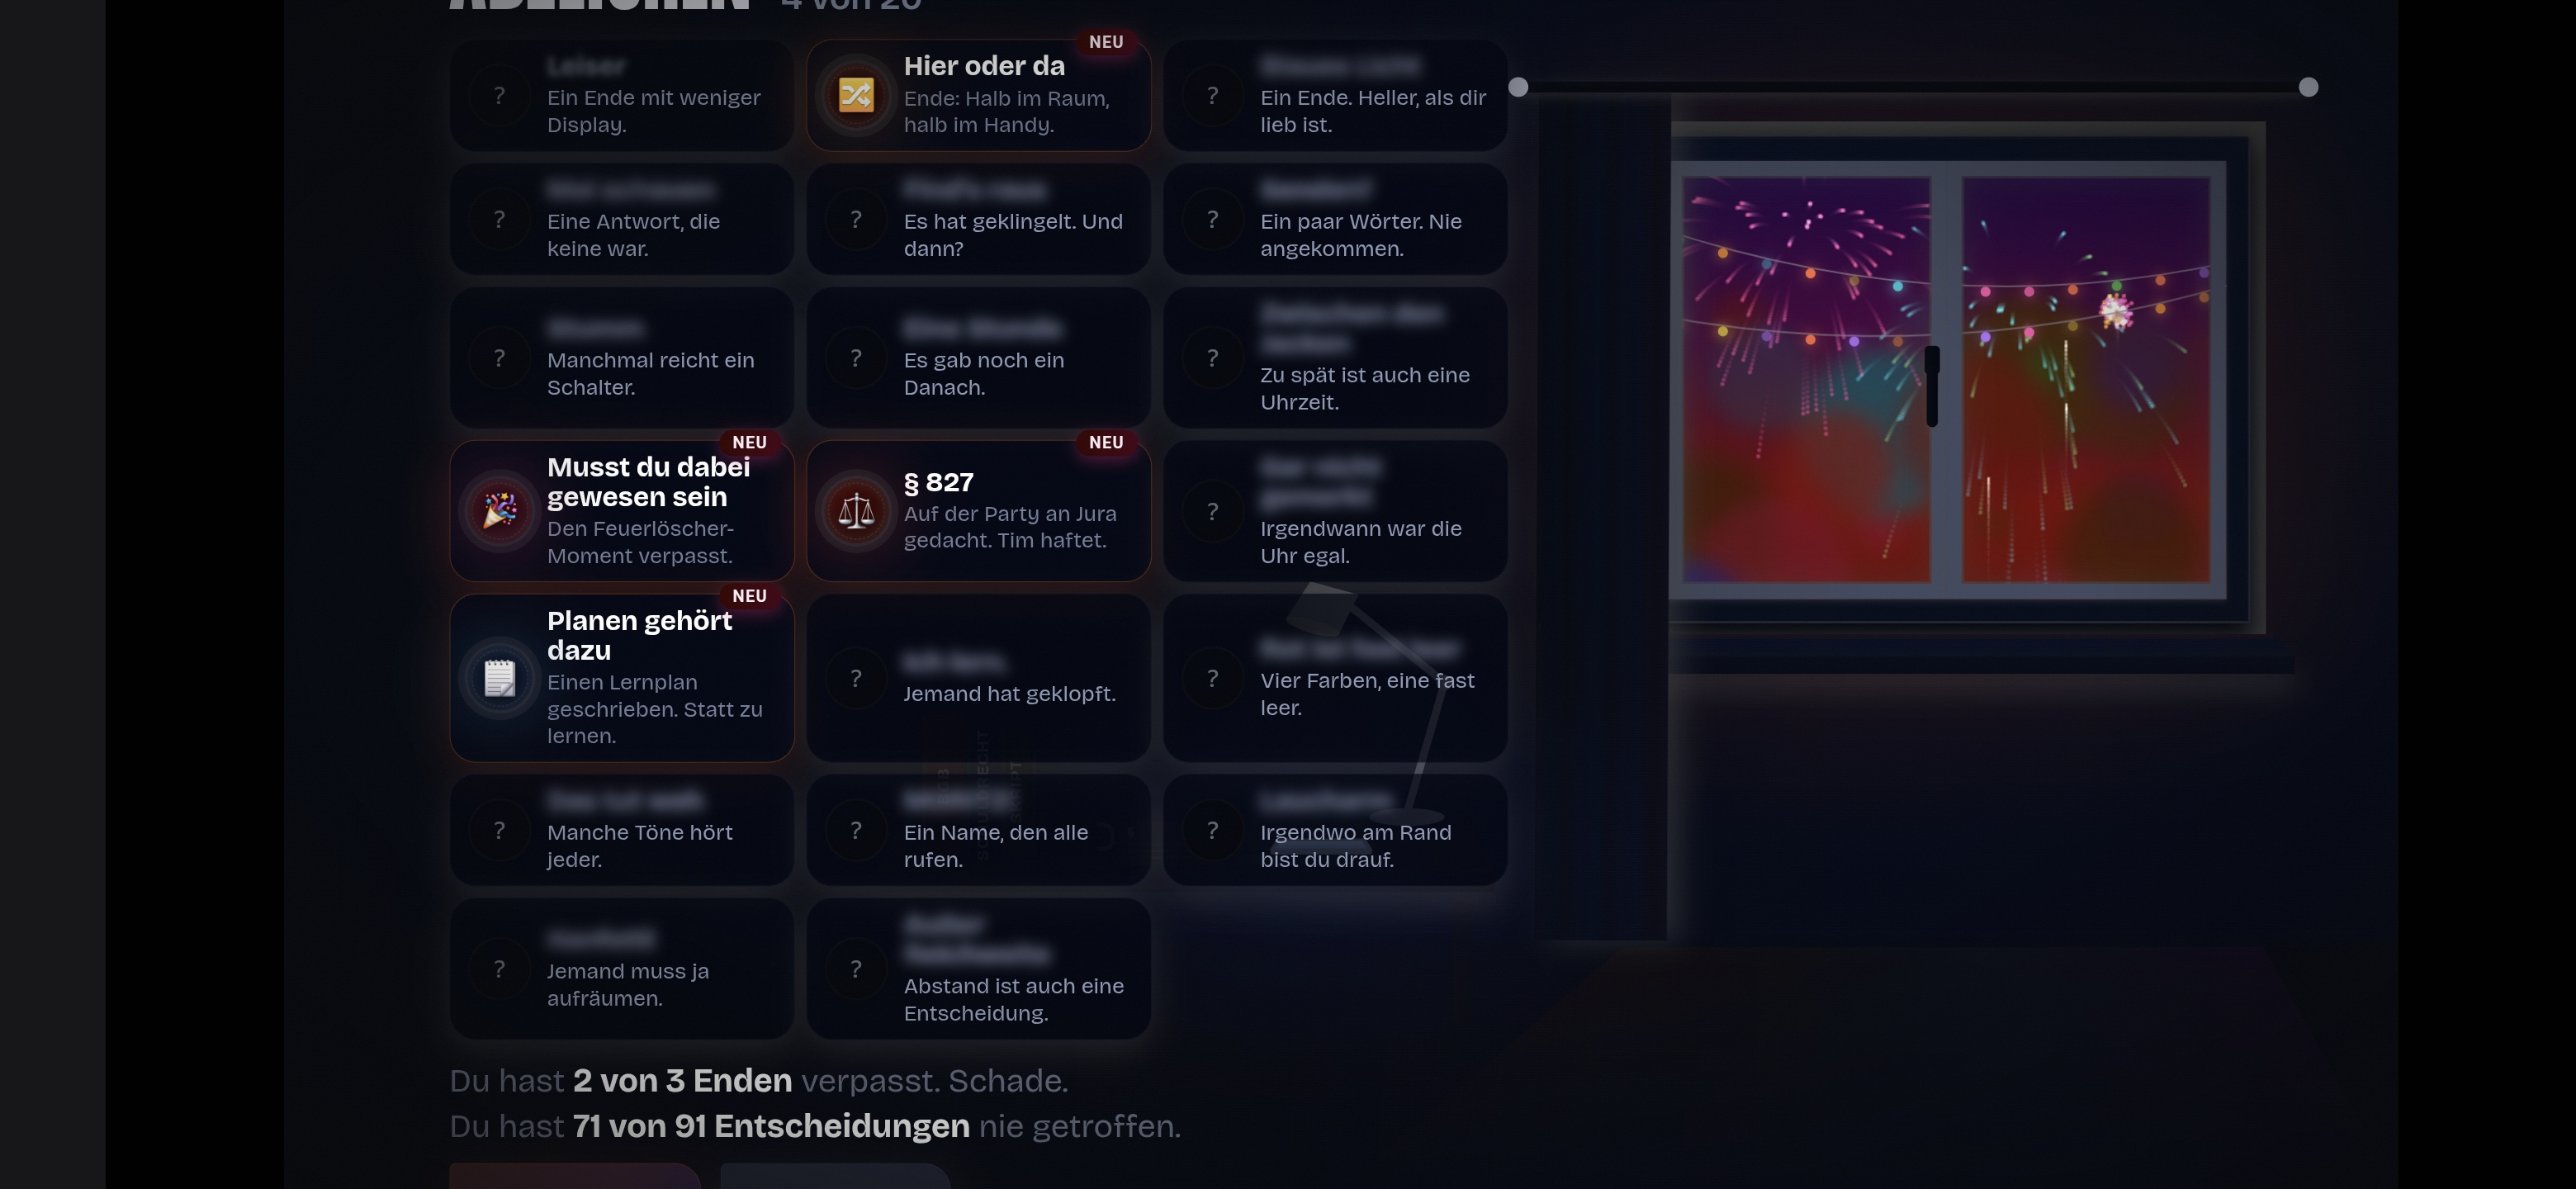 ABZEICHEN 4 von 20
Ein Ende mit weniger
Display.
NEU
Hier oder da
Ende: Halb im Raum,
halb im Handy.
Ein Ende. Heller, als dir
lieb ist.
Eine Antwort, die
keine war.
Es hat geklingelt. Und
dann?
Ein paar Wörter. Nie
angekommen.
Manchmal reicht ein
Schalter.
Es gab noch ein
Danach.
Zu spät ist auch eine
Uhrzeit.
NEU
Musst du dabei
gewesen sein
Den Feuerlöscher-
Moment verpasst.
NEU
§ 827
Auf der Party an Jura
gedacht. Tim haftet.
Irgendwann war die
Uhr egal.
NEU
Planen gehört
dazu
Einen Lernplan
geschrieben. Statt zu
lernen.
Jemand hat geklopft.
Vier Farben, eine fast
leer.
Manche Töne hört
jeder.
Ein Name, den alle
rufen.
Irgendwo am Rand
bist du drauf.
Jemand muss ja
aufräumen.
Abstand ist auch eine
Entscheidung.
BGB
SCHULDRECHT
SKRIPT
Du hast 2 von 3 Enden verpasst. Schade.
Du hast 71 von 91 Entscheidungen nie getroffen.